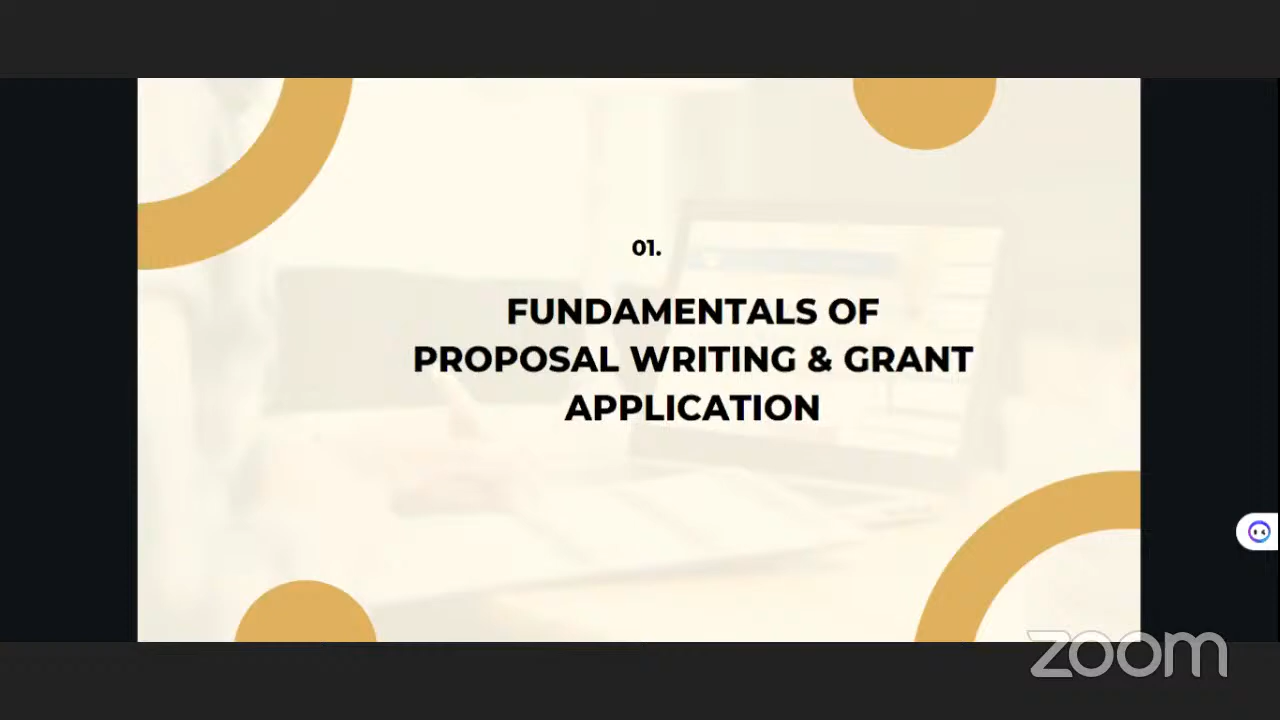 01.
FUNDAMENTALS OF
PROPOSAL WRITING & GRANT
APPLICATION
zoom